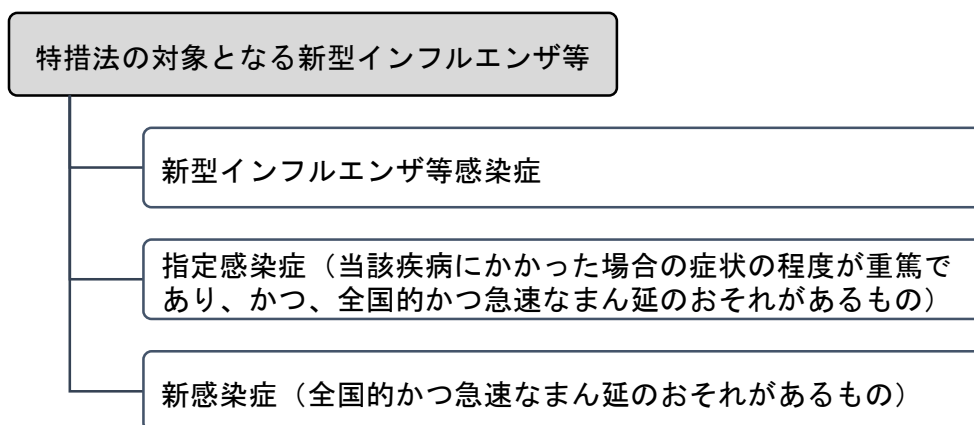 特措法の対象となる新型インフルエンザ等
新型インフルエンザ等感染症
指定感染症（当該疾病にかかった場合の症状の程度が重篤で
あり、かつ、全国的かつ急速なまん延のおそれがあるもの）
新感染症（全国的かつ急速なまん延のおそれがあるもの）